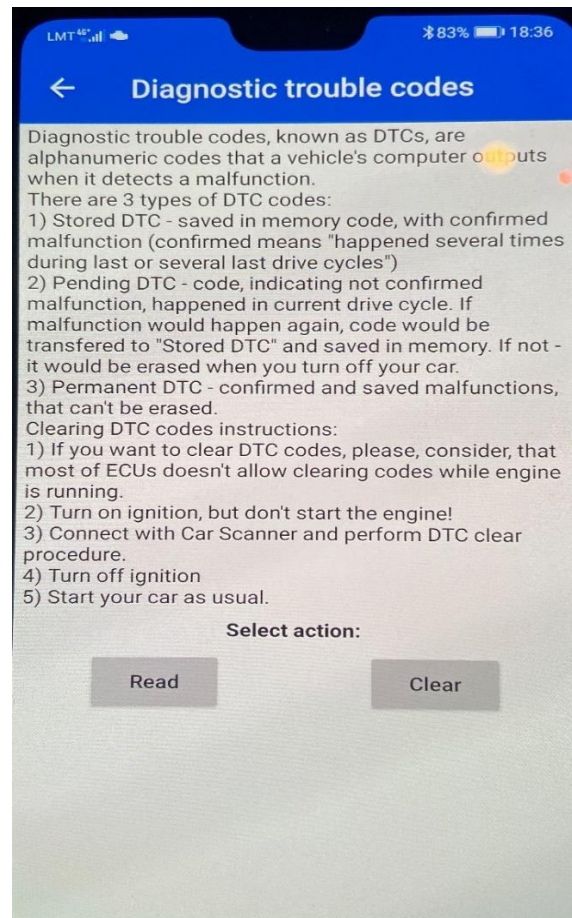 LMT 4G
83% 18:36
Diagnostic trouble codes
Diagnostic trouble codes, known as DTCs, are
alphanumeric codes that a vehicle's computer outputs
when it detects a malfunction.
There are 3 types of DTC codes:
1) Stored DTC - saved in memory code, with confirmed
malfunction (confirmed means "happened several times
during last or several last drive cycles")
2) Pending DTC - code, indicating not confirmed
malfunction, happened in current drive cycle. If
malfunction would happen again, code would be
transfered to "Stored DTC" and saved in memory. If not -
it would be erased when you turn off your car.
3) Permanent DTC - confirmed and saved malfunctions,
that can't be erased.
Clearing DTC codes instructions:
1) If you want to clear DTC codes, please, consider, that
most of ECUs doesn't allow clearing codes while engine
is running.
2) Turn on ignition, but don't start the engine!
3) Connect with Car Scanner and perform DTC clear
procedure.
4) Turn off ignition
5) Start your car as usual.
Select action:
Read
Clear